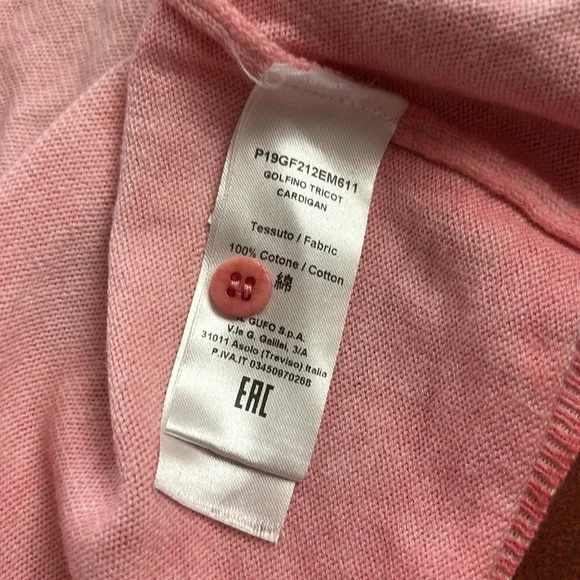 P19GF212EM611
GOLFINO TRICOT
CARDIGAN
Tessuto / Fabric
100% Cotone / Cotton
綿
GUFO S.p.A.
V.le G. Galilei, 3/A
31011 Asolo (Treviso) Italia
P.IVA.IT 03450970268
EAC